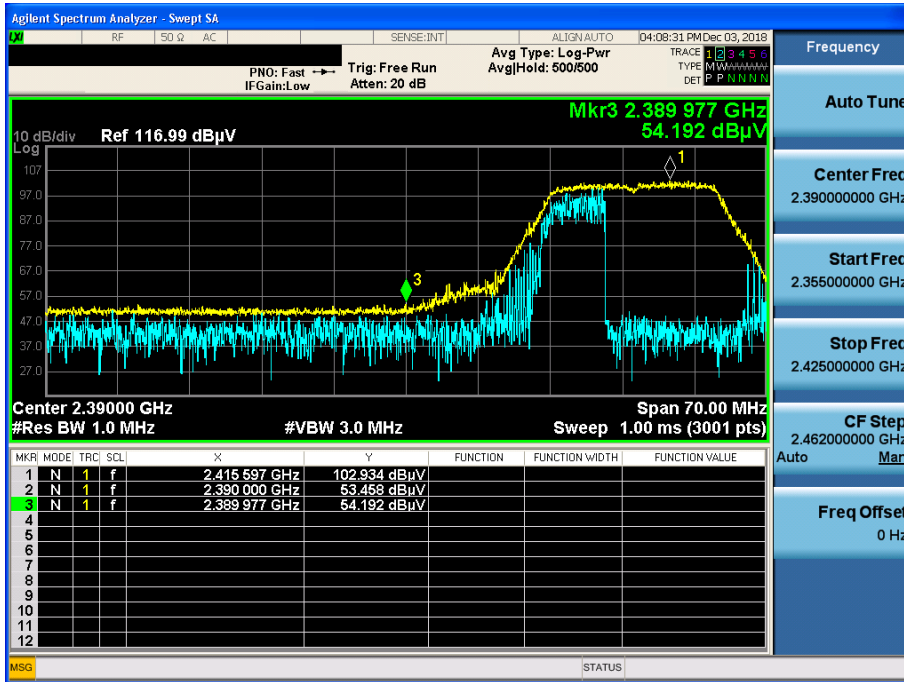 Agilent Spectrum Analyzer - Swept SA
LXI RF 50 Ω AC SENSE:INT ALIGN AUTO 04:08:31 PM Dec 03, 2018
Frequency
PNO: Fast
IFGain:Low
Trig: Free Run
Atten: 20 dB
Avg Type: Log-Pwr
Avg|Hold: 500/500
TRACE 1 2 3 4 5 6
TYPE M WWWWW
DET P P N N N N
Auto Tune
Mkr3 2.389 977 GHz
54.192 dBµV
10 dB/div Ref 116.99 dBµV
Log
107
97.0
87.0
77.0
67.0
57.0
47.0
37.0
27.0
1
3
Center Freq
2.390000000 GHz
Start Freq
2.355000000 GHz
Stop Freq
2.425000000 GHz
CF Step
2.462000000 GHz
Auto Man
Freq Offset
0 Hz
Center 2.39000 GHz Span 70.00 MHz
#Res BW 1.0 MHz #VBW 3.0 MHz Sweep 1.00 ms (3001 pts)
MKR MODE TRC SCL X Y FUNCTION FUNCTION WIDTH FUNCTION VALUE
1 N 1 f 2.415 597 GHz 102.934 dBµV
2 N 1 f 2.390 000 GHz 53.458 dBµV
3 N 1 f 2.389 977 GHz 54.192 dBµV
4
5
6
7
8
9
10
11
12
MSG STATUS